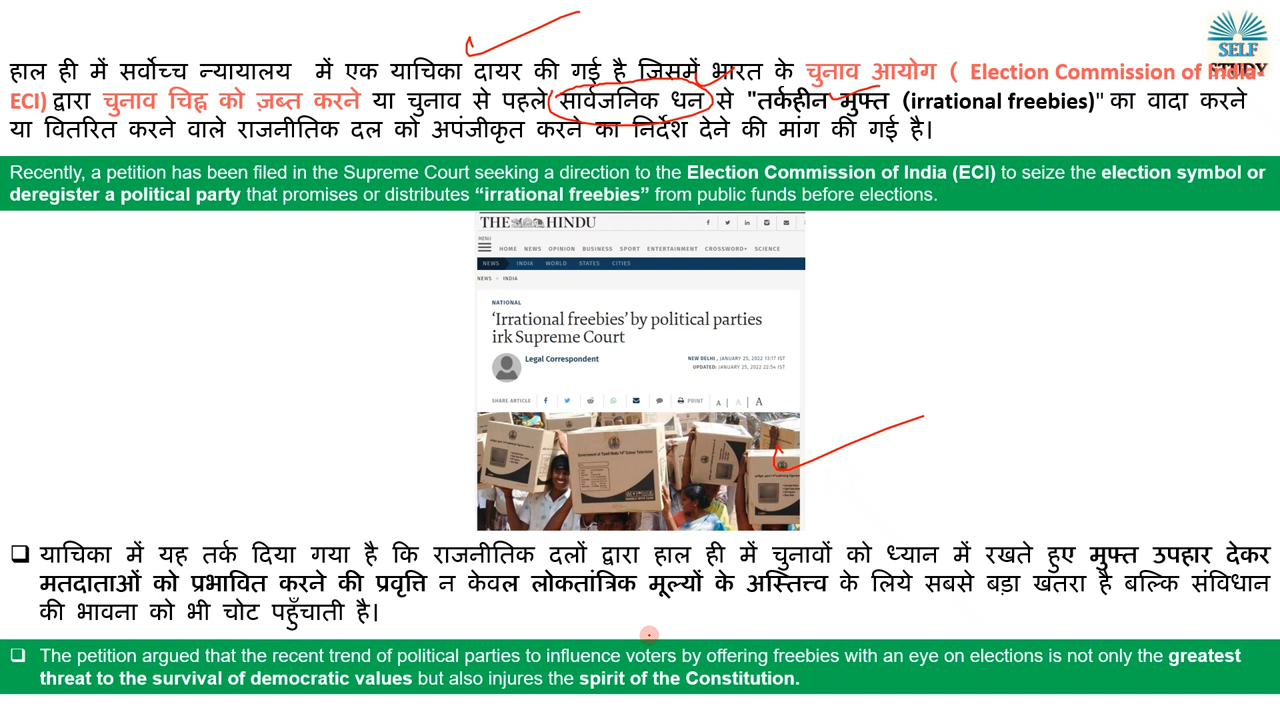 SELF
STUDY
हाल ही में सर्वोच्च न्यायालय में एक याचिका दायर की गई है जिसमें भारत के चुनाव आयोग ( Election Commission of India-
ECI) द्वारा चुनाव चिह्न को ज़ब्त करने या चुनाव से पहले सार्वजनिक धन से "तर्कहीन मुफ्त (irrational freebies)" का वादा करने
या वितरित करने वाले राजनीतिक दल को अपंजीकृत करने का निर्देश देने की मांग की गई है।
Recently, a petition has been filed in the Supreme Court seeking a direction to the Election Commission of India (ECI) to seize the election symbol or
deregister a political party that promises or distributes “irrational freebies” from public funds before elections.
THE HINDU
MENU
HOME NEWS OPINION BUSINESS SPORT ENTERTAINMENT CROSSWORD+ SCIENCE
NEWS INDIA WORLD STATES CITIES
NEWS INDIA
NATIONAL
‘Irrational freebies’ by political parties
irk Supreme Court
Legal Correspondent
NEW DELHI, JANUARY 25, 2022 13:17 IST
UPDATED: JANUARY 25, 2022 22:54 IST
SHARE ARTICLE PRINT A A A
Government of Tamil Nadu 14" Colour Television
❑ याचिका में यह तर्क दिया गया है कि राजनीतिक दलों द्वारा हाल ही में चुनावों को ध्यान में रखते हुए मुफ्त उपहार देकर
मतदाताओं को प्रभावित करने की प्रवृत्ति न केवल लोकतांत्रिक मूल्यों के अस्तित्त्व के लिये सबसे बड़ा खतरा है बल्कि संविधान
की भावना को भी चोट पहुँचाती है।
❑ The petition argued that the recent trend of political parties to influence voters by offering freebies with an eye on elections is not only the greatest
threat to the survival of democratic values but also injures the spirit of the Constitution.